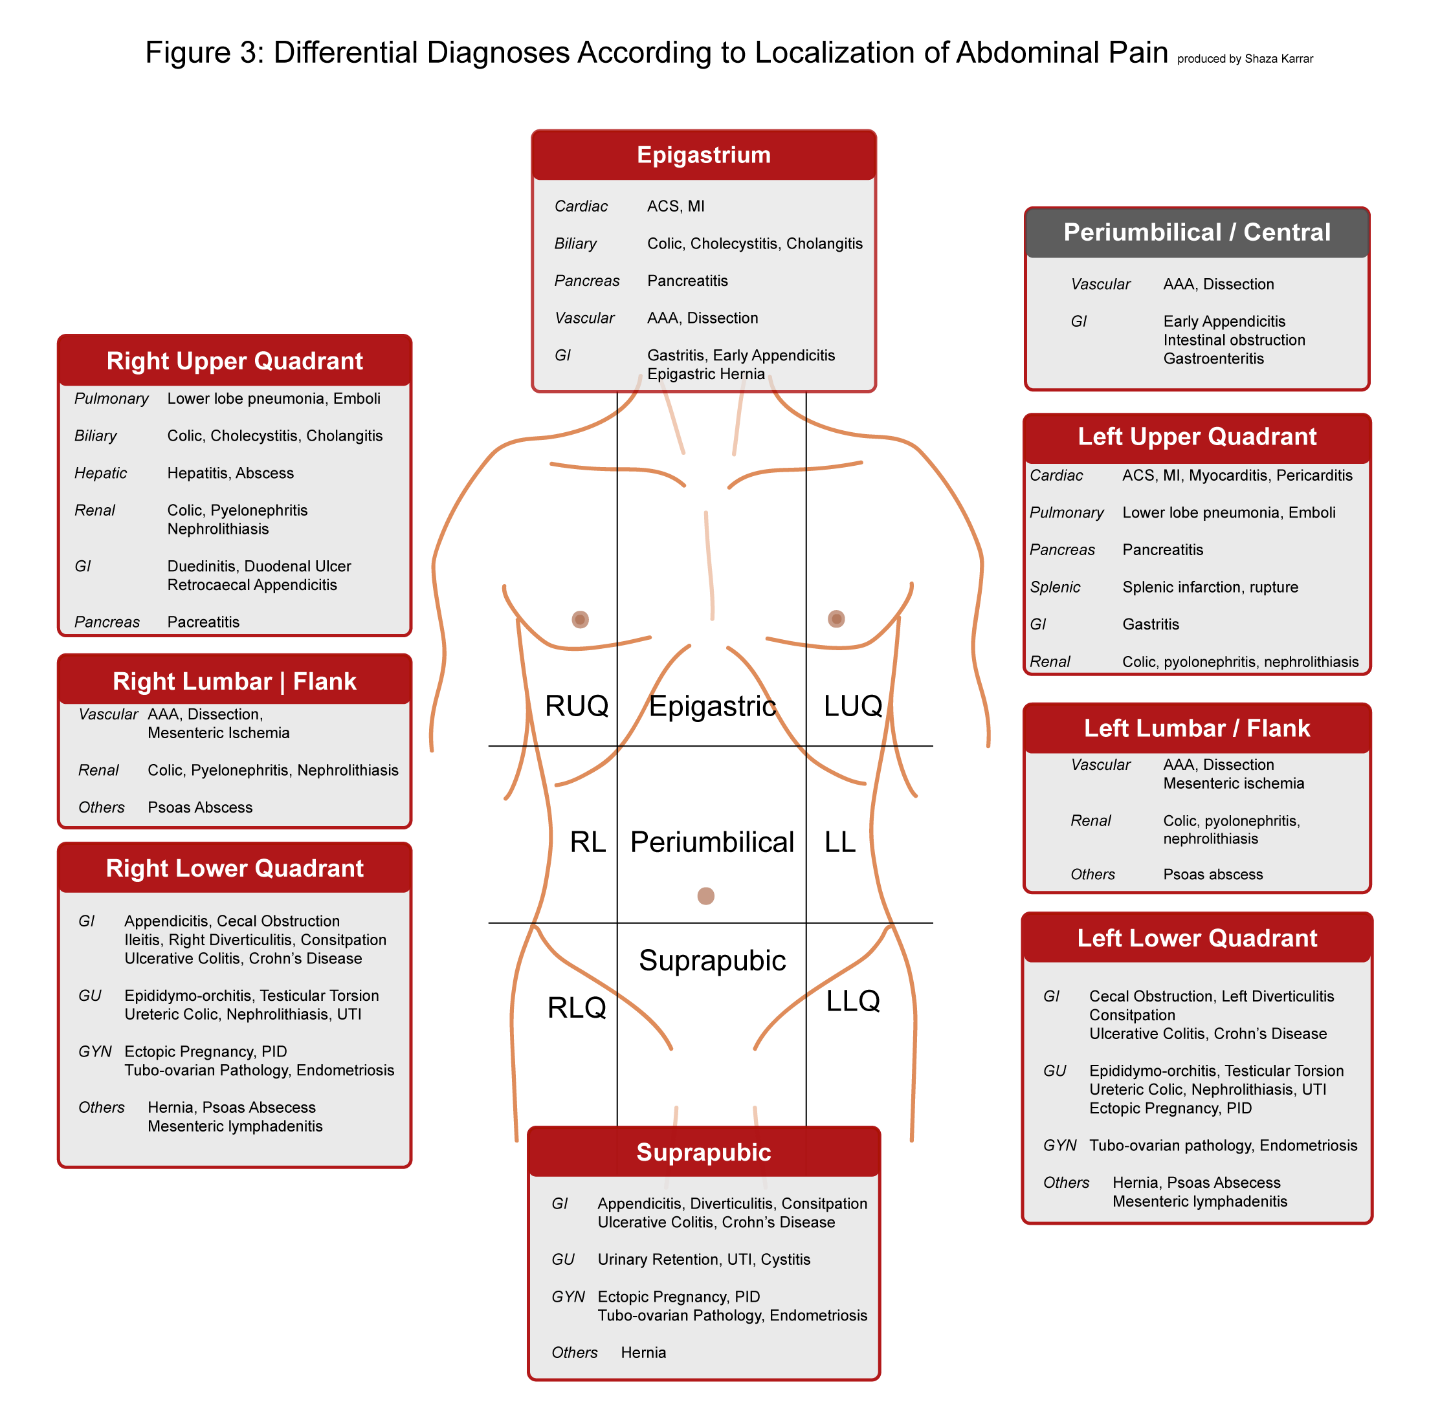 Figure 3: Differential Diagnoses According to Localization of Abdominal Pain produced by Shaza Karrar
Epigastrium
Cardiac ACS, MI
Biliary Colic, Cholecystitis, Cholangitis
Pancreas Pancreatitis
Vascular AAA, Dissection
GI Gastritis, Early Appendicitis
Epigastric Hernia
Periumbilical / Central
Vascular AAA, Dissection
GI Early Appendicitis
Intestinal obstruction
Gastroenteritis
Right Upper Quadrant
Pulmonary Lower lobe pneumonia, Emboli
Biliary Colic, Cholecystitis, Cholangitis
Hepatic Hepatitis, Abscess
Renal Colic, Pyelonephritis
Nephrolithiasis
GI Duedinitis, Duodenal Ulcer
Retrocaecal Appendicitis
Pancreas Pacreatitis
Left Upper Quadrant
Cardiac ACS, MI, Myocarditis, Pericarditis
Pulmonary Lower lobe pneumonia, Emboli
Pancreas Pancreatitis
Splenic Splenic infarction, rupture
GI Gastritis
Renal Colic, pyolonephritis, nephrolithiasis
Right Lumbar | Flank
Vascular AAA, Dissection,
Mesenteric Ischemia
Renal Colic, Pyelonephritis, Nephrolithiasis
Others Psoas Abscess
RUQ Epigastric LUQ
RL Periumbilical LL
Suprapubic
RLQ LLQ
Left Lumbar / Flank
Vascular AAA, Dissection
Mesenteric ischemia
Renal Colic, pyolonephritis,
nephrolithiasis
Others Psoas abscess
Right Lower Quadrant
GI Appendicitis, Cecal Obstruction
Ileitis, Right Diverticulitis, Consitpation
Ulcerative Colitis, Crohn's Disease
GU Epididymo-orchitis, Testicular Torsion
Ureteric Colic, Nephrolithiasis, UTI
GYN Ectopic Pregnancy, PID
Tubo-ovarian Pathology, Endometriosis
Others Hernia, Psoas Absecess
Mesenteric lymphadenitis
Left Lower Quadrant
GI Cecal Obstruction, Left Diverticulitis
Consitpation
Ulcerative Colitis, Crohn's Disease
GU Epididymo-orchitis, Testicular Torsion
Ureteric Colic, Nephrolithiasis, UTI
Ectopic Pregnancy, PID
GYN Tubo-ovarian pathology, Endometriosis
Others Hernia, Psoas Absecess
Mesenteric lymphadenitis
Suprapubic
GI Appendicitis, Diverticulitis, Consitpation
Ulcerative Colitis, Crohn's Disease
GU Urinary Retention, UTI, Cystitis
GYN Ectopic Pregnancy, PID
Tubo-ovarian Pathology, Endometriosis
Others Hernia